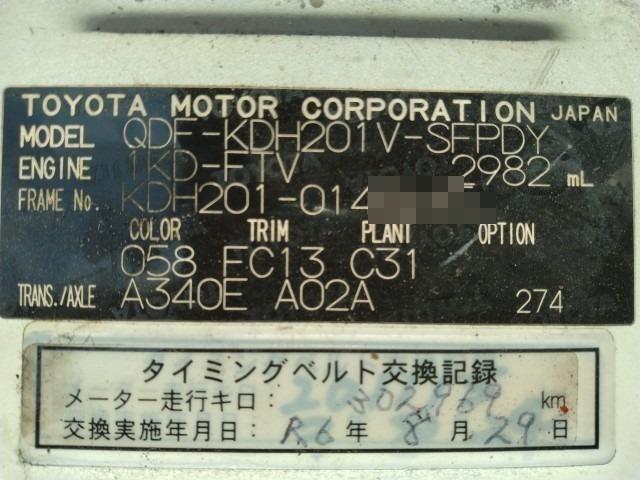 TOYOTA MOTOR CORPORATION JAPAN
MODEL QDF-KDH201V-SFPDY
ENGINE 1KD-FTV 2982 mL
FRAME No. KDH201-014
COLOR TRIM PLANT OPTION
058 FC13 C31
TRANS./AXLE A340E A02A 274
タイミングベルト交換記録
メーター走行キロ: 302969 km
交換実施年月日: R6 年 8 月 29 日